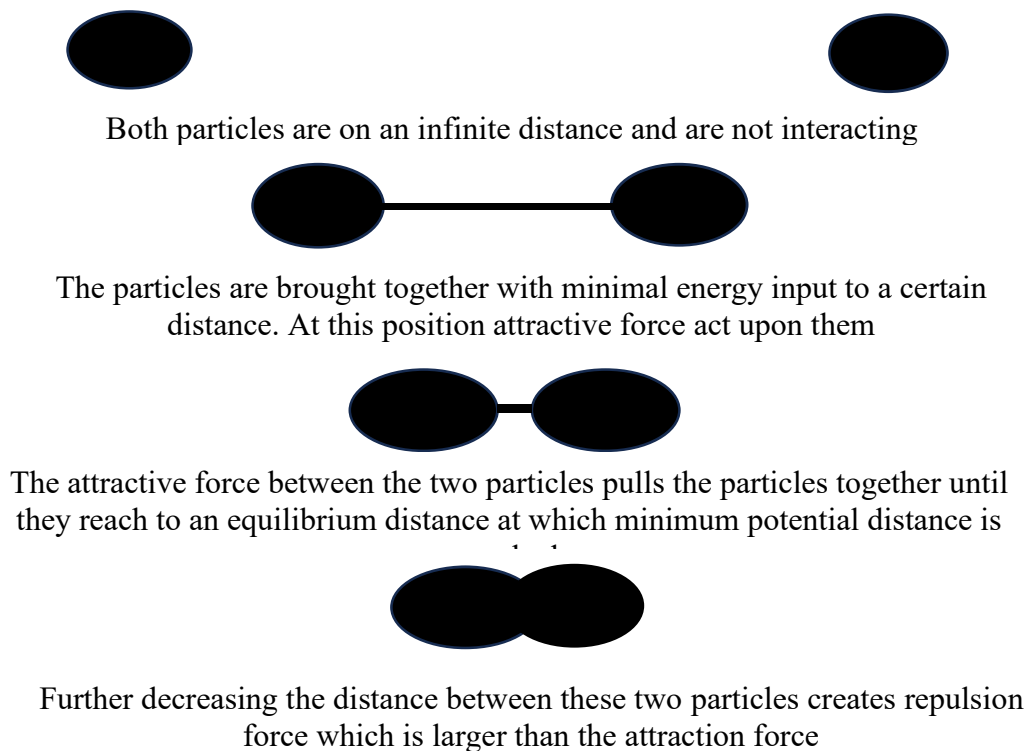 Both particles are on an infinite distance and are not interacting
The particles are brought together with minimal energy input to a certain
distance. At this position attractive force act upon them
The attractive force between the two particles pulls the particles together until
they reach to an equilibrium distance at which minimum potential distance is
Further decreasing the distance between these two particles creates repulsion
force which is larger than the attraction force